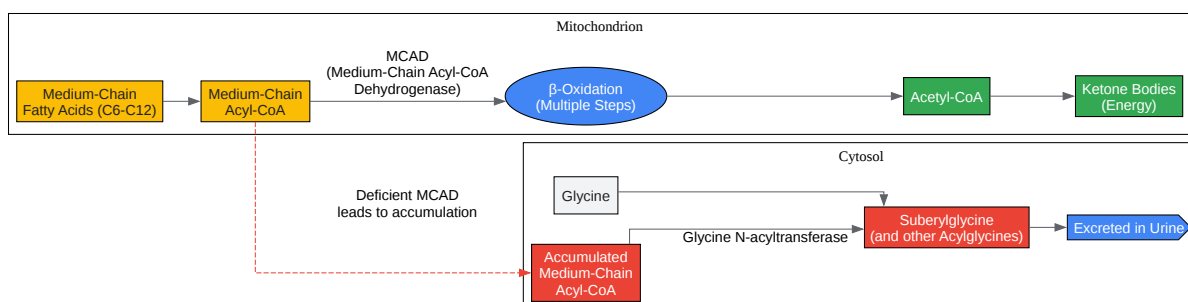 Mitochondrion
Medium-Chain
Fatty Acids (C6-C12)
Medium-Chain
Acyl-CoA
MCAD
(Medium-Chain Acyl-CoA
Dehydrogenase)
β-Oxidation
(Multiple Steps)
Acetyl-CoA
Ketone Bodies
(Energy)
Cytosol
Deficient MCAD
leads to accumulation
Glycine
Accumulated
Medium-Chain
Acyl-CoA
Glycine N-acyltransferase
Suberylglycine
(and other Acylglycines)
Excreted in Urine